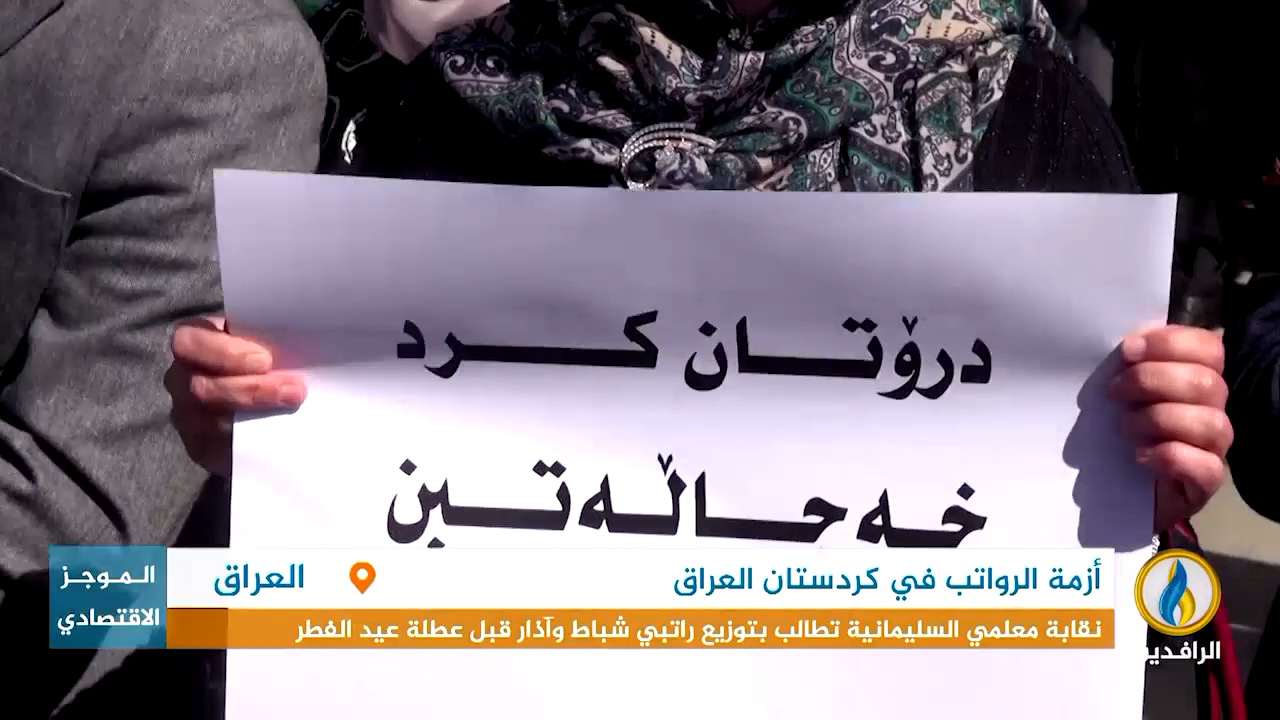 درۆتان کرد
خەجاڵەتبن
أزمة الرواتب في كردستان العراق
العراق
نقابة معلمي السليمانية تطالب بتوزيع راتبي شباط وآذار قبل عطلة عيد الفطر
الموجز
الاقتصادي
الرافدين